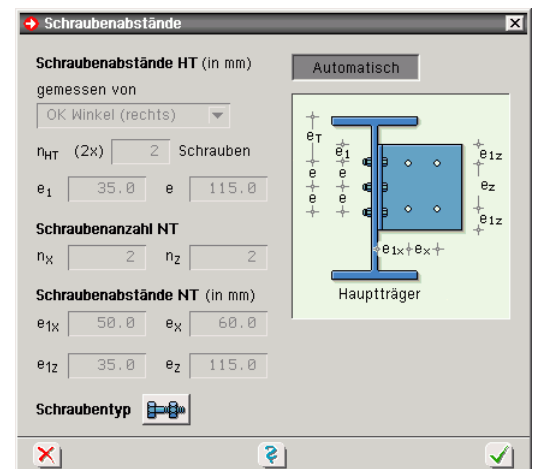 Schraubenabstände
Schraubenabstände HT (in mm)
gemessen von
OK Winkel (rechts)
nHT (2x) 2 Schrauben
e1 35.0 e 115.0
Schraubenanzahl NT
nX 2 nZ 2
Schraubenabstände NT (in mm)
e1X 50.0 eX 60.0
e1Z 35.0 eZ 115.0
Schraubentyp
Automatisch
eT
e1
e1z
e e
ez
e e
e1z
e1x ex
Hauptträger